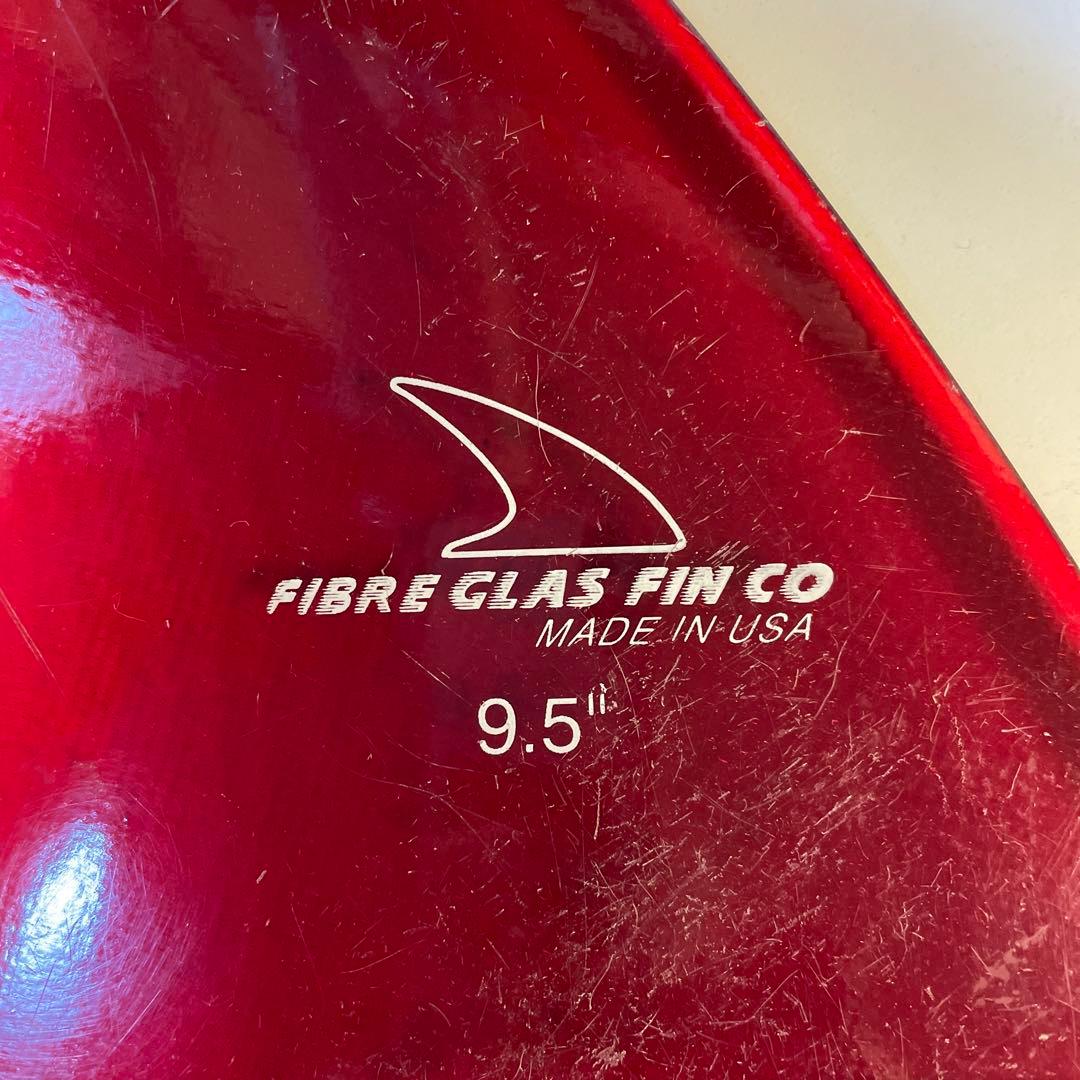 FIBRE GLAS FIN CO
MADE IN USA
9.5"